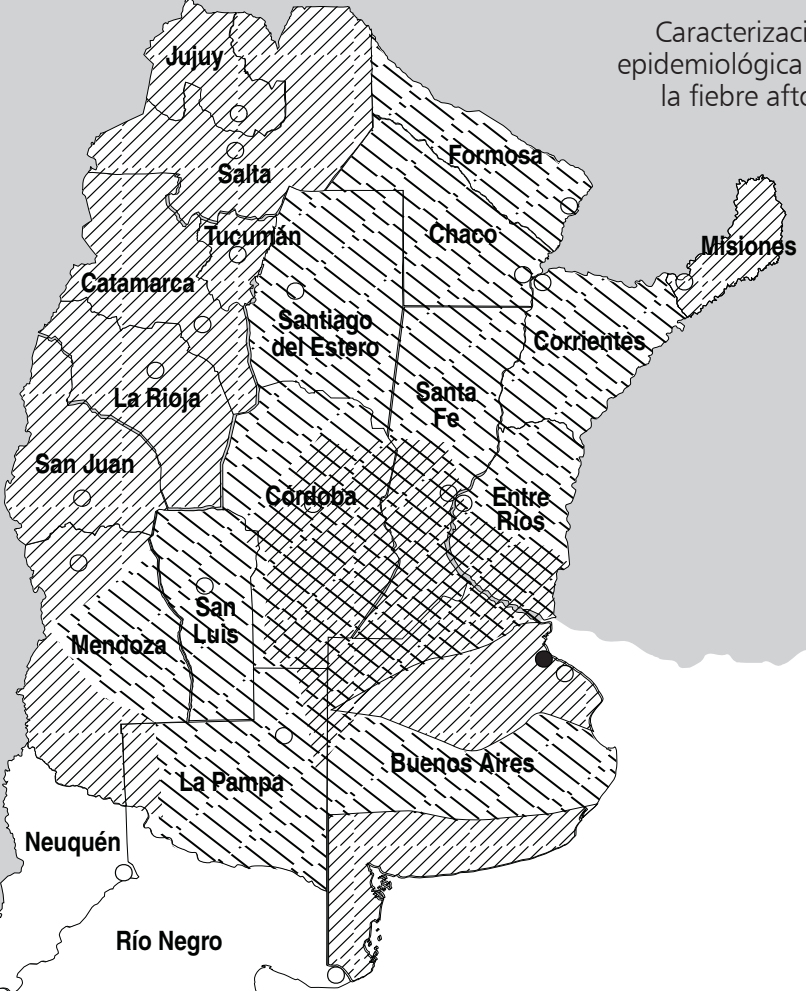 Caracterizaci
epidemiológica
la fiebre afto
Jujuy
Formosa
Salta
Chaco
Tucumán
Misiones
Catamarca
Santiago
del Estero
Corrientes
La Rioja
Santa
Fe
San Juan
Córdoba
Entre
Ríos
San
Luis
Mendoza
Buenos Aires
La Pampa
Neuquén
Río Negro